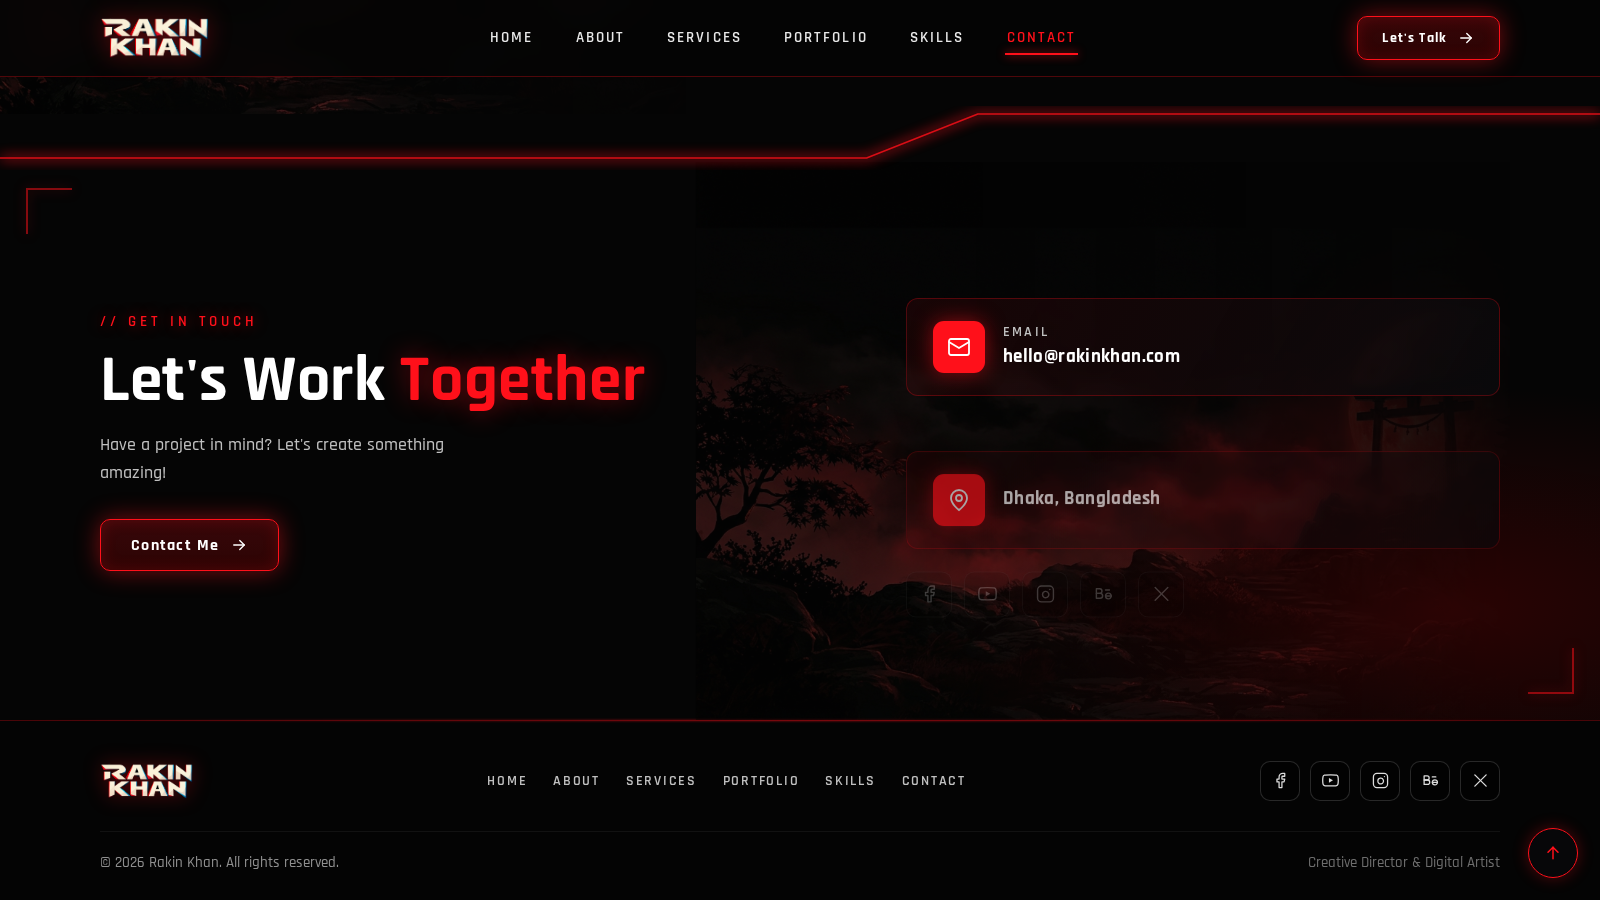 RAKIN
KHAN
HOME ABOUT SERVICES PORTFOLIO SKILLS CONTACT
Let's Talk
// GET IN TOUCH
Let's Work Together
Have a project in mind? Let's create something
amazing!
Contact Me
EMAIL
hello@rakinkhan.com
Dhaka, Bangladesh
Bē
RAKIN
KHAN
HOME ABOUT SERVICES PORTFOLIO SKILLS CONTACT
Bē
© 2026 Rakin Khan. All rights reserved.
Creative Director & Digital Artist